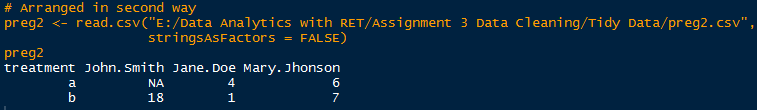 # Arranged in second way
preg2 <- read.csv("E:/Data Analytics with RET/Assignment 3 Data Cleaning/Tidy Data/preg2.csv",
stringsAsFactors = FALSE)
preg2
treatment John.Smith Jane.Doe Mary.Jhonson
a NA 4 6
b 18 1 7